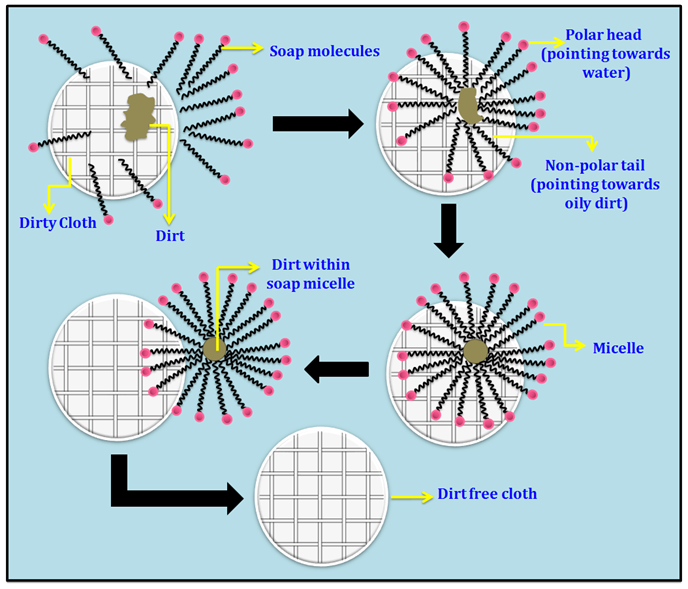 Soap molecules
Polar head
(pointing towards
water)
Non-polar tail
(pointing towards
oily dirt)
Dirty Cloth
Dirt
Dirt within
soap micelle
Micelle
Dirt free cloth